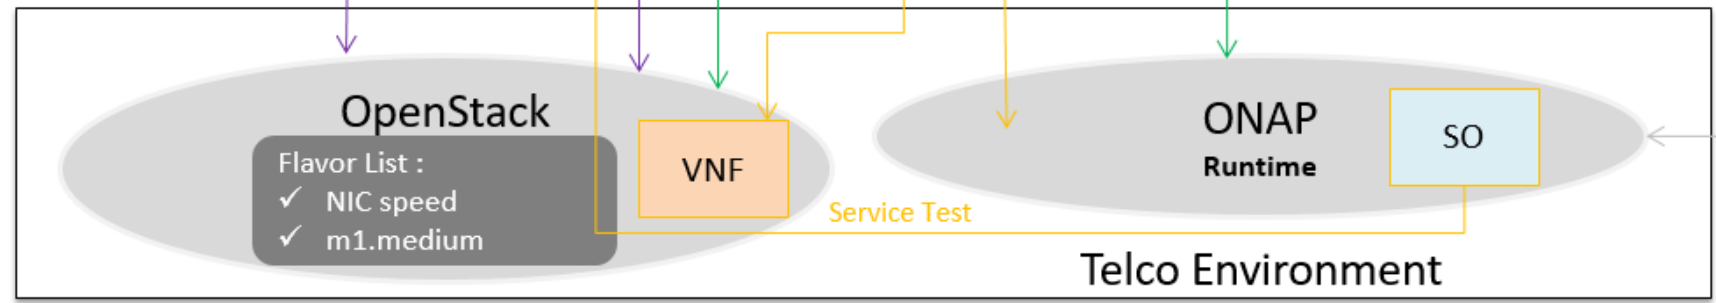 OpenStack
Flavor List :
✓ NIC speed
✓ m1.medium
VNF
Service Test
ONAP
Runtime
SO
Telco Environment